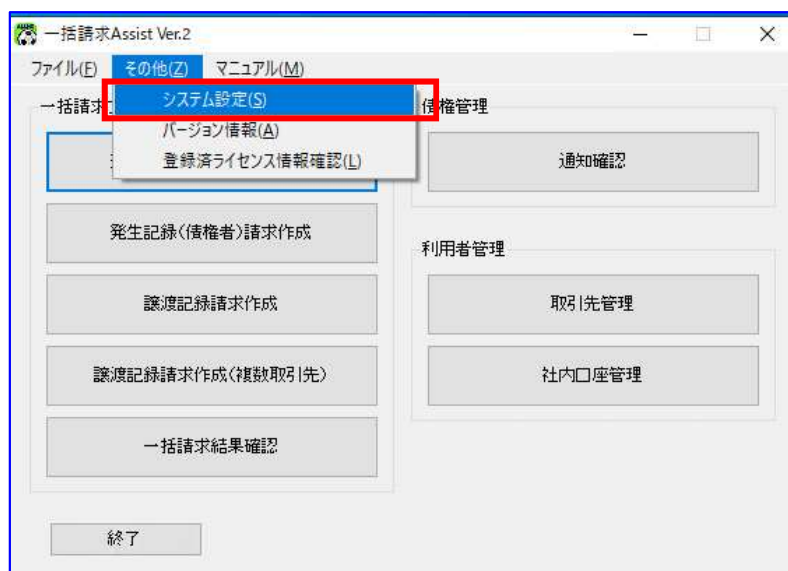 一括請求Assist Ver.2
ファイル(F) その他(Z) マニュアル(M)
システム設定(S)
バージョン情報(A)
登録済ライセンス情報確認(L)
一括請求
発生記録(債権者)請求作成
譲渡記録請求作成
譲渡記録請求作成(複数取引先)
一括請求結果確認
債権管理
通知確認
利用者管理
取引先管理
社内口座管理
終了